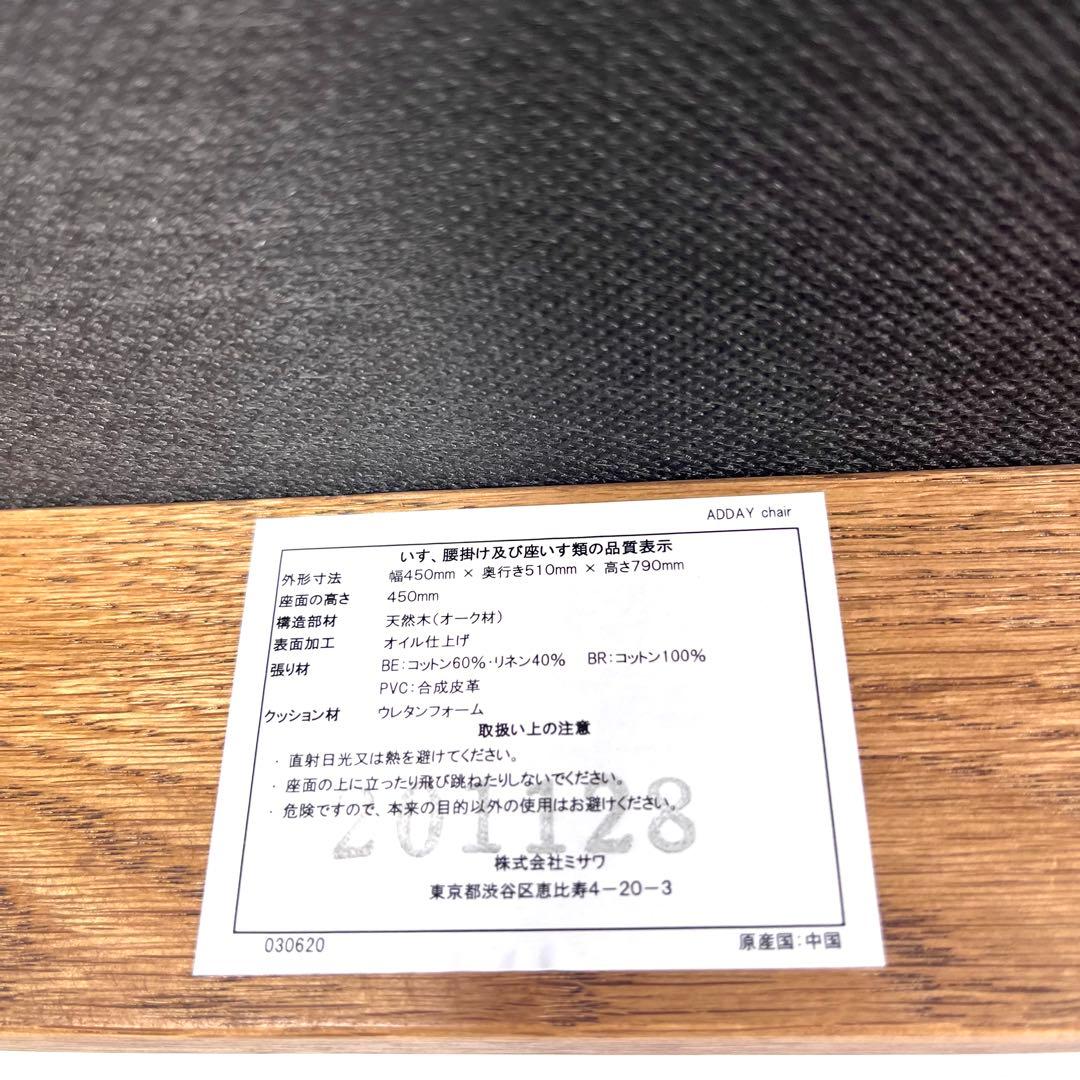 ADDAY chair
いす、腰掛け及び座いす類の品質表示
外形寸法 幅450mm × 奥行き510mm × 高さ790mm
座面の高さ 450mm
構造部材 天然木(オーク材)
表面加工 オイル仕上げ
張り材 BE:コットン60%・リネン40% BR:コットン100%
PVC:合成皮革
クッション材 ウレタンフォーム
取扱い上の注意
・直射日光又は熱を避けてください。
・座面の上に立ったり飛び跳ねたりしないでください。
・危険ですので、本来の目的以外の使用はお避けください。
201128
株式会社ミサワ
東京都渋谷区恵比寿4-20-3
030620 原産国:中国